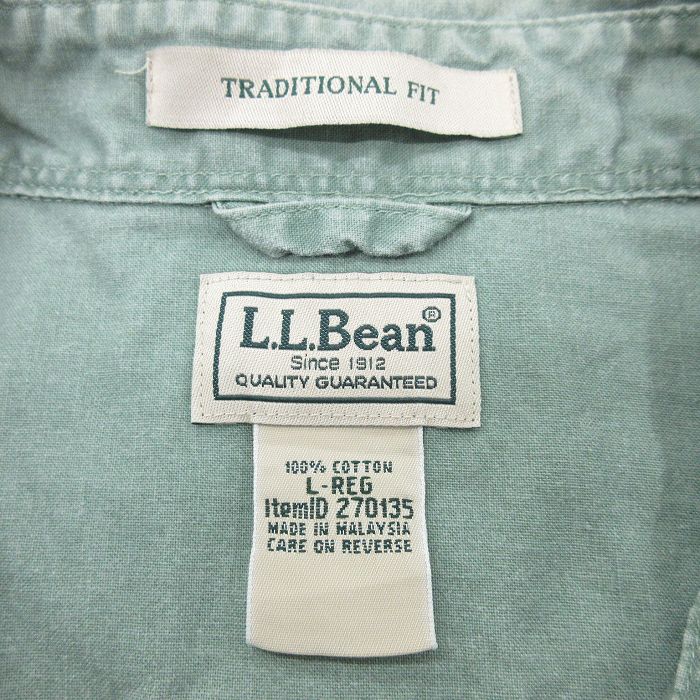 TRADITIONAL FIT
L.L.Bean®
Since 1912
QUALITY GUARANTEED
100% COTTON
L-REG
ItemID 270135
MADE IN MALAYSIA
CARE ON REVERSE